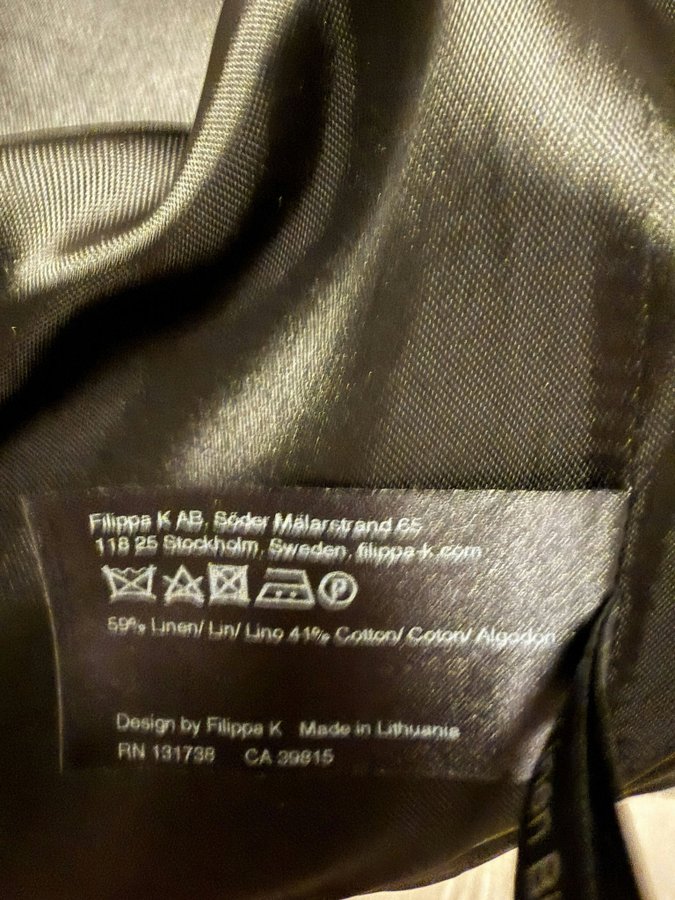 Filippa K AB, Söder Mälarstrand 65
118 25 Stockholm, Sweden, filippa-k.com
P
59% Linen/ Lin/ Lino 41% Cotton/ Coton/ Algodon
Design by Filippa K Made in Lithuania
RN 131738 CA 39815